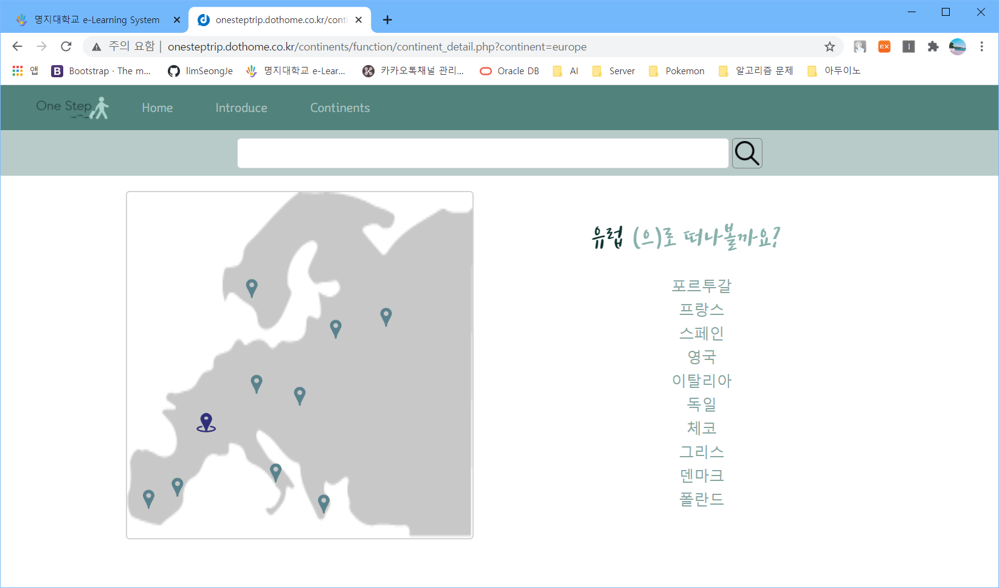 명지대학교 e-Learning System
onesteptrip.dothome.co.kr/conti
주의 요함 | onesteptrip.dothome.co.kr/continents/function/continent_detail.php?continent=europe
EX
앱 Bootstrap · The m... limSeongJe 명지대학교 e-Lear... 카카오톡채널 관리... Oracle DB AI Server Pokemon 알고리즘 문제 아두이노
One Step Home Introduce Continents
유럽 (으)로 떠나볼까요?
포르투갈
프랑스
스페인
영국
이탈리아
독일
체코
그리스
덴마크
폴란드